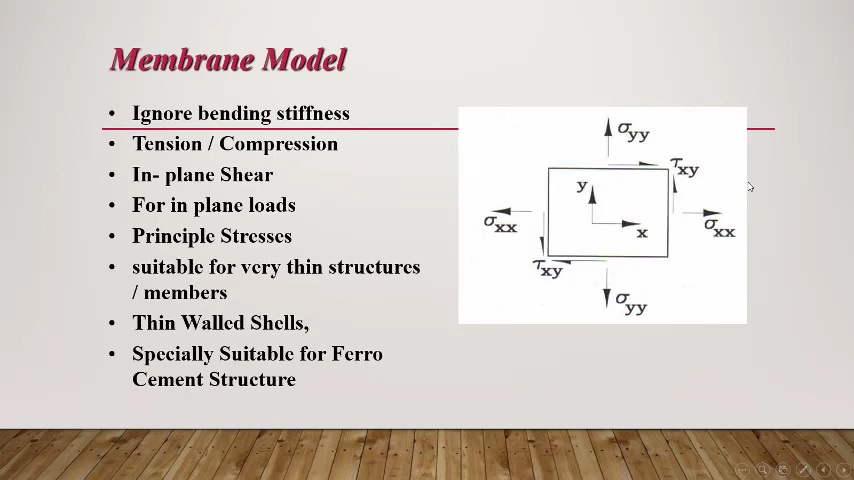 Membrane Model
• Ignore bending stiffness
• Tension / Compression
• In- plane Shear
• For in plane loads
• Principle Stresses
• suitable for very thin structures
/ members
• Thin Walled Shells,
• Specially Suitable for Ferro
Cement Structure
σyy
τxy
y
σxx
x
σxx
τxy
σyy